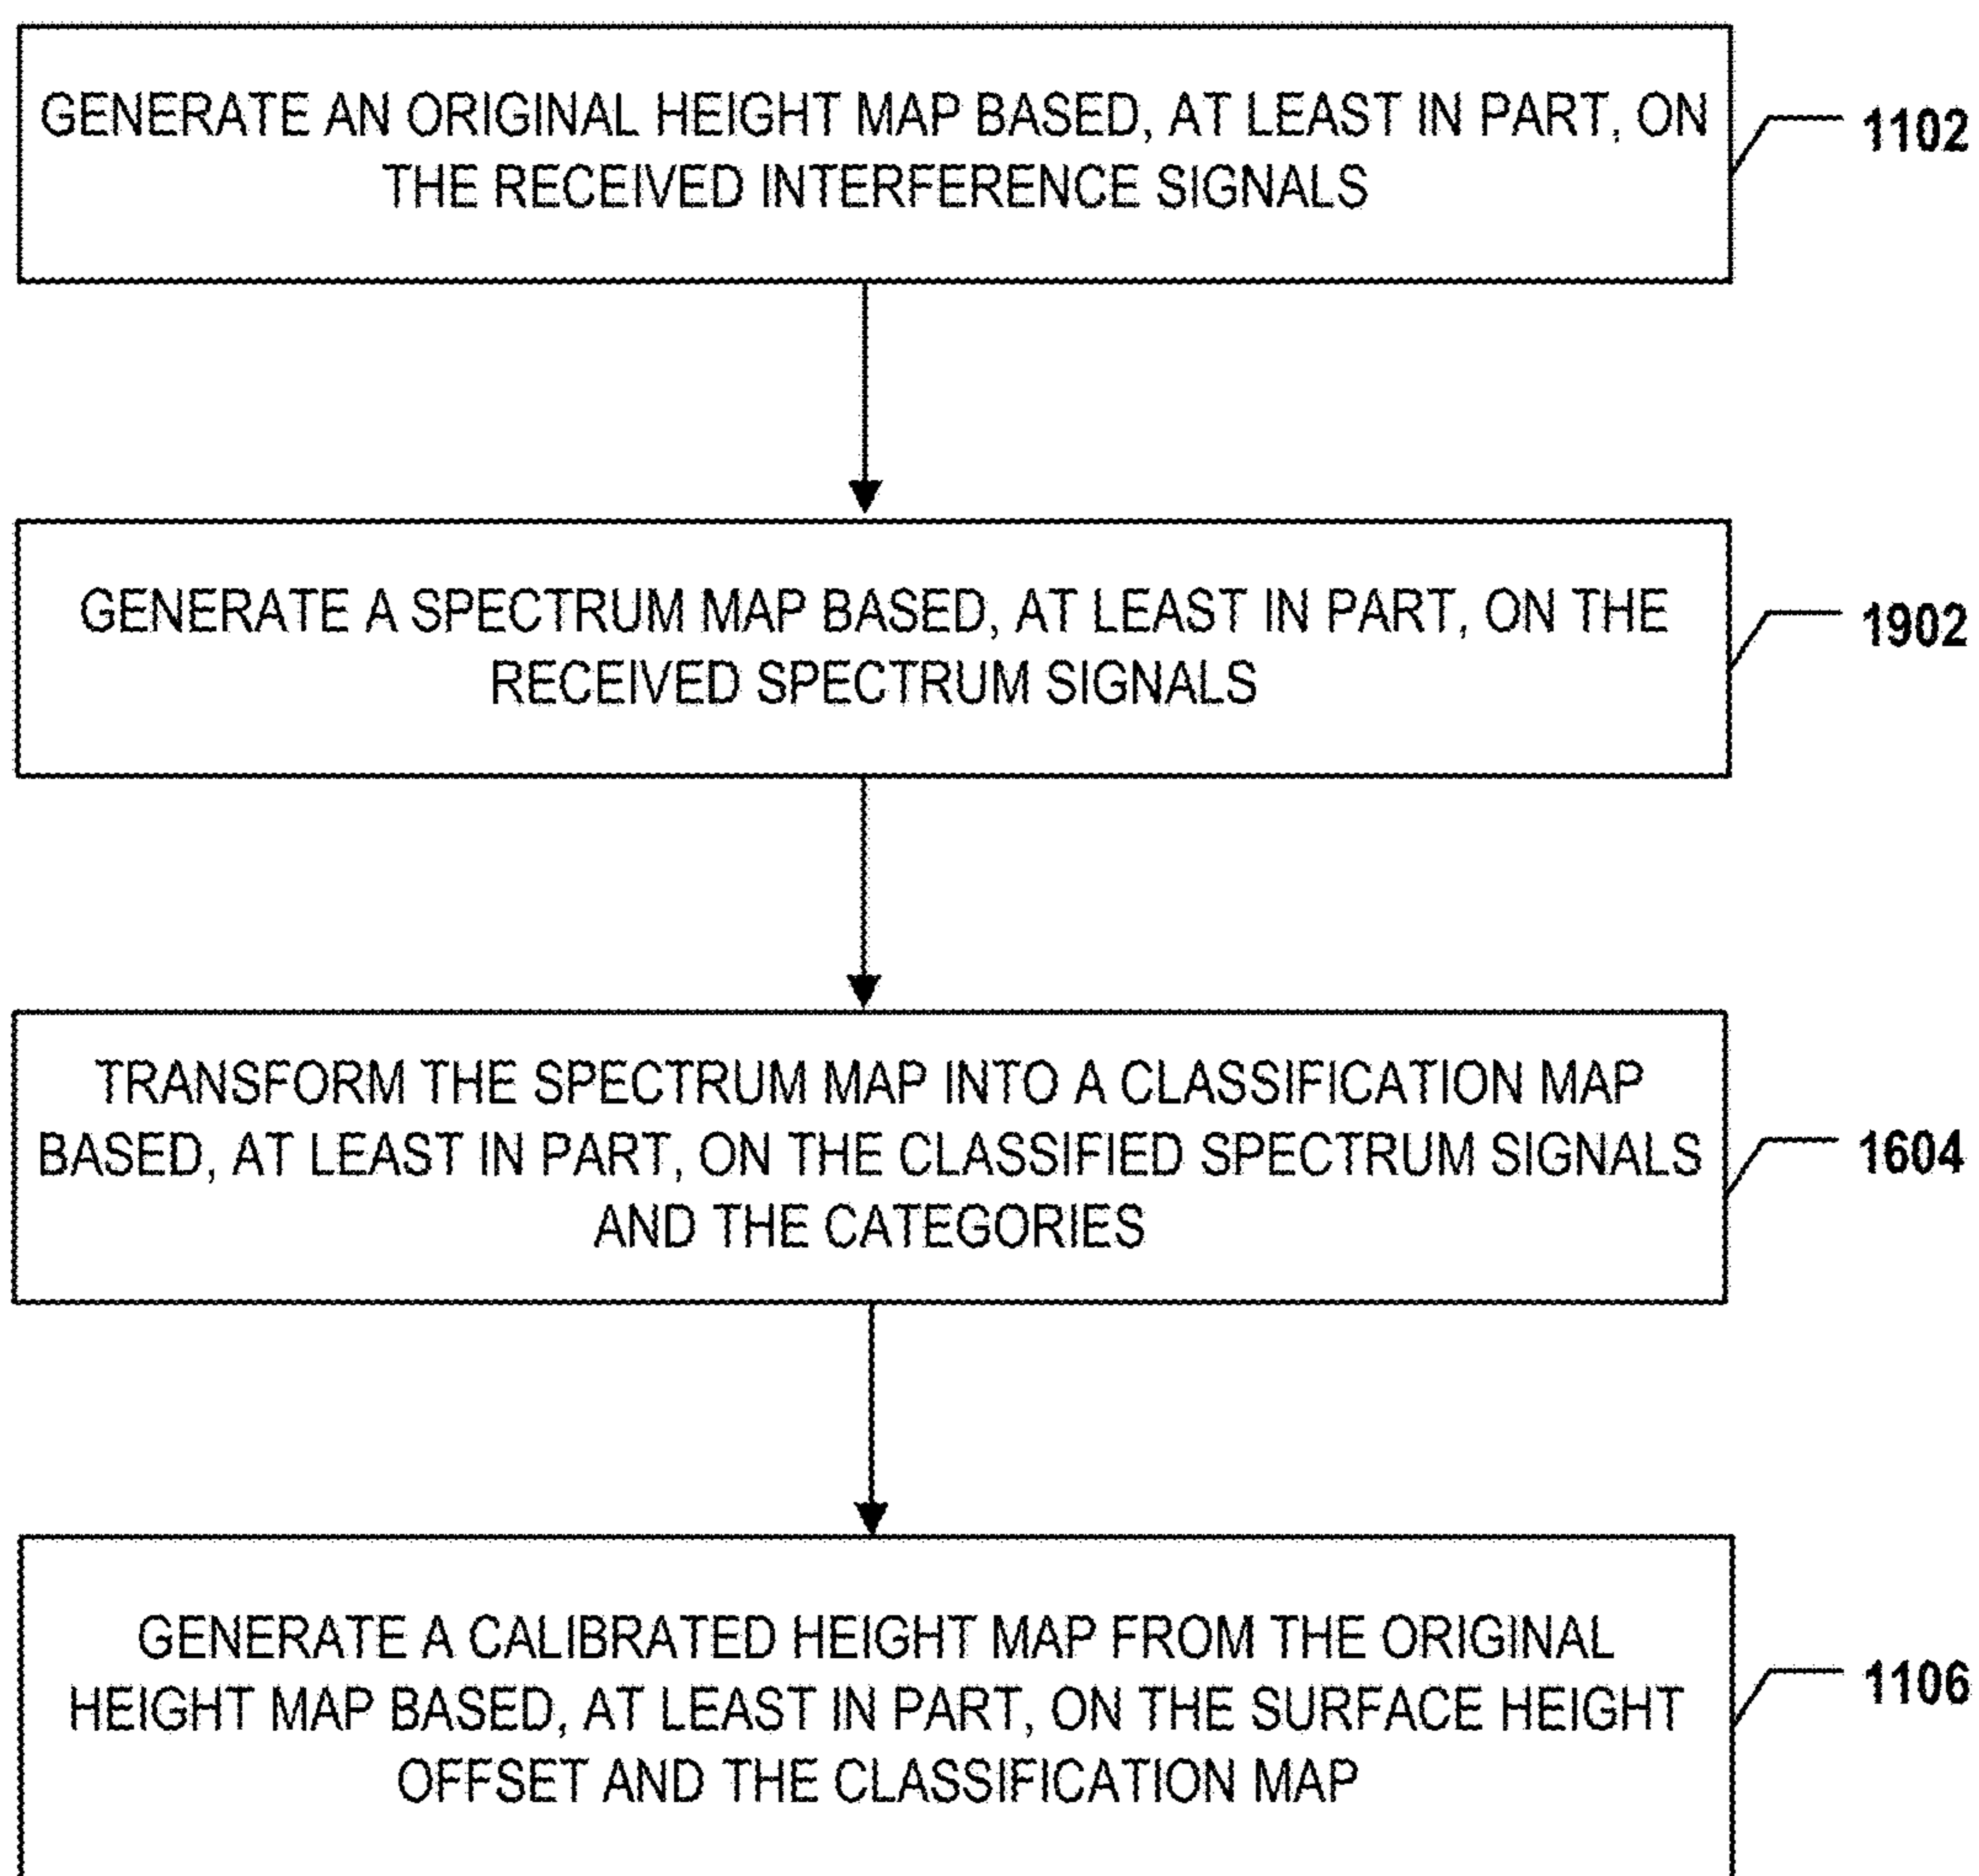 GENERATE AN ORIGINAL HEIGHT MAP BASED, AT LEAST IN PART, ON
THE RECEIVED INTERFERENCE SIGNALS
1102
GENERATE A SPECTRUM MAP BASED, AT LEAST IN PART, ON THE
RECEIVED SPECTRUM SIGNALS
1902
TRANSFORM THE SPECTRUM MAP INTO A CLASSIFICATION MAP
BASED, AT LEAST IN PART, ON THE CLASSIFIED SPECTRUM SIGNALS
AND THE CATEGORIES
1604
GENERATE A CALIBRATED HEIGHT MAP FROM THE ORIGINAL
HEIGHT MAP BASED, AT LEAST IN PART, ON THE SURFACE HEIGHT
OFFSET AND THE CLASSIFICATION MAP
1106